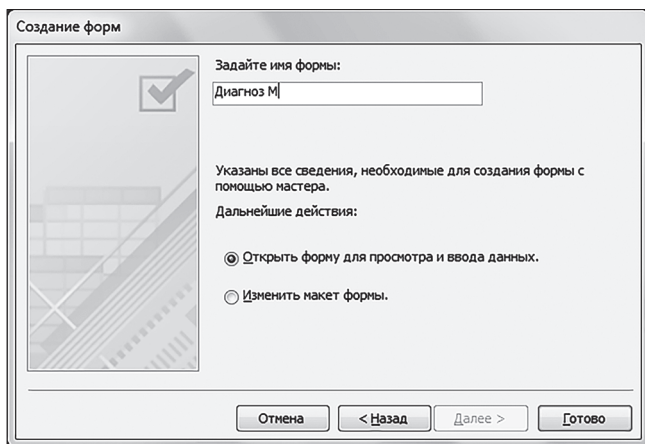 Создание форм
Задайте имя формы:
Диагноз М
Указаны все сведения, необходимые для создания формы с
помощью мастера.
Дальнейшие действия:
Открыть форму для просмотра и ввода данных.
Изменить макет формы.
Отмена
< Назад
Далее >
Готово